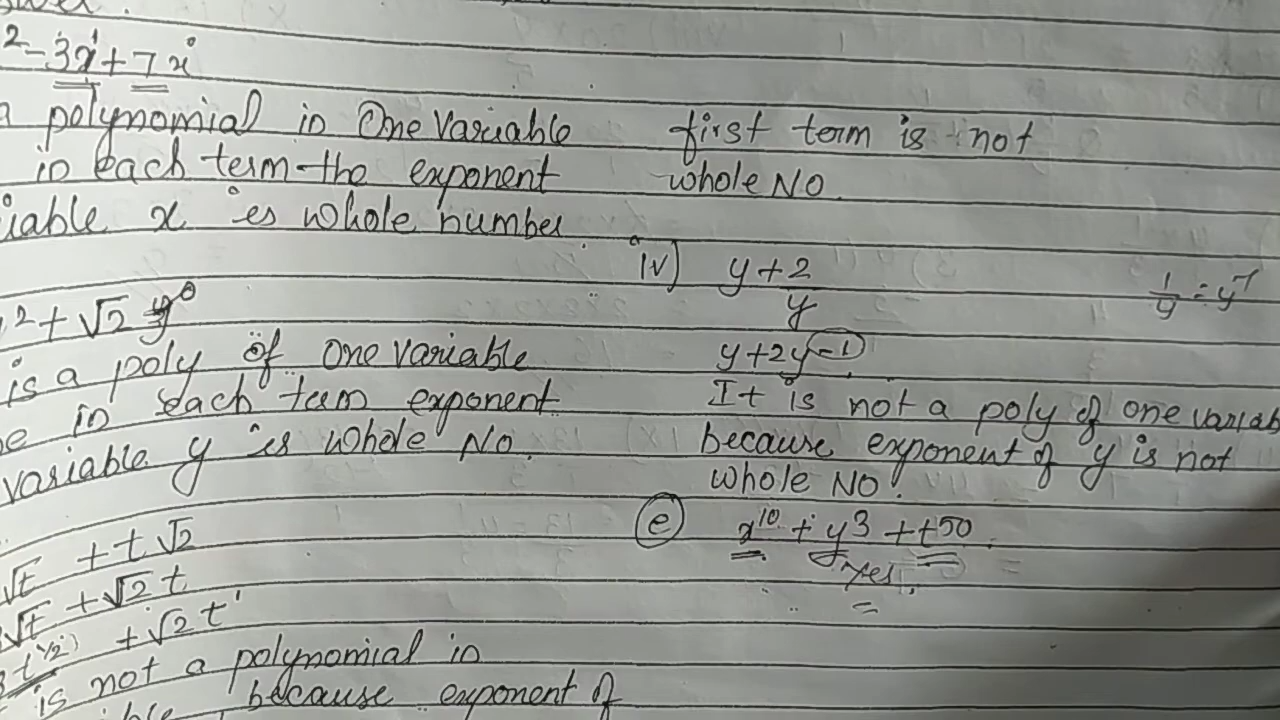 2 - 3x¹ + 7x⁰
a polynomial in One Variable
in each term the exponent
iable x is whole number.
2 + √2 y⁰
is a poly of one variable
e in each term exponent
variable y is whole No.
√t + t√2
√t + √2 t
t^1/2 + √2 t¹
is not a polynomial in
because exponent of
first term is not
whole NO.
iv) y + 2/y
1/y = y⁻¹
y + 2y⁻¹
It is not a poly of one variab
because exponent of y is not
whole NO.
(e) x¹⁰ + y3 + t50.
yes.